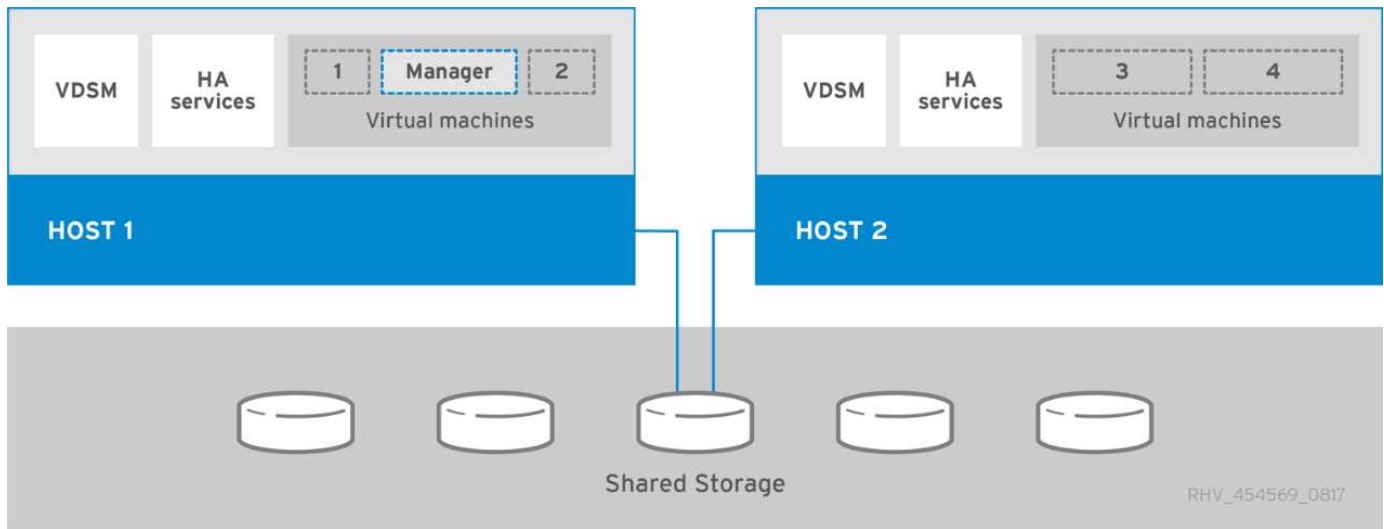 VDSM
HA
services
1
Manager
2
Virtual machines
HOST 1
VDSM
HA
services
3
4
Virtual machines
HOST 2
Shared Storage
RHV_454569_0817